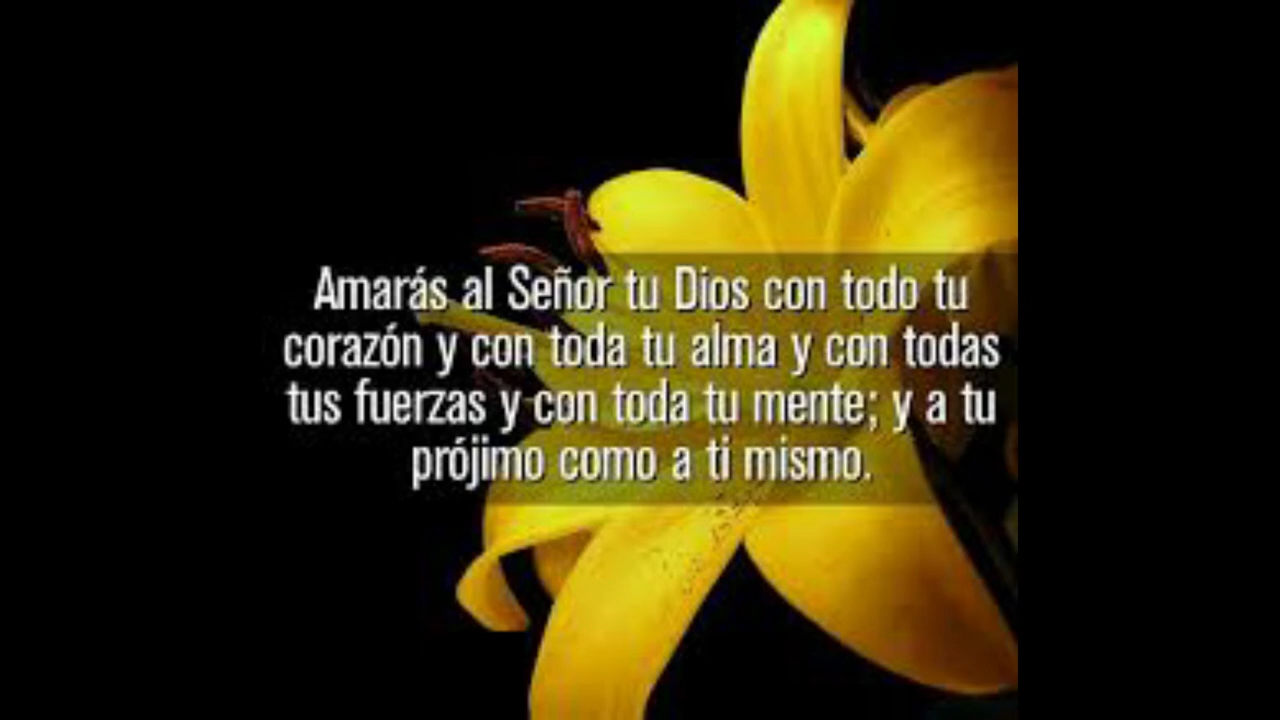 Amarás al Señor tu Dios con todo tu
corazón y con toda tu alma y con todas
tus fuerzas y con toda tu mente; y a tu
prójimo como a ti mismo.